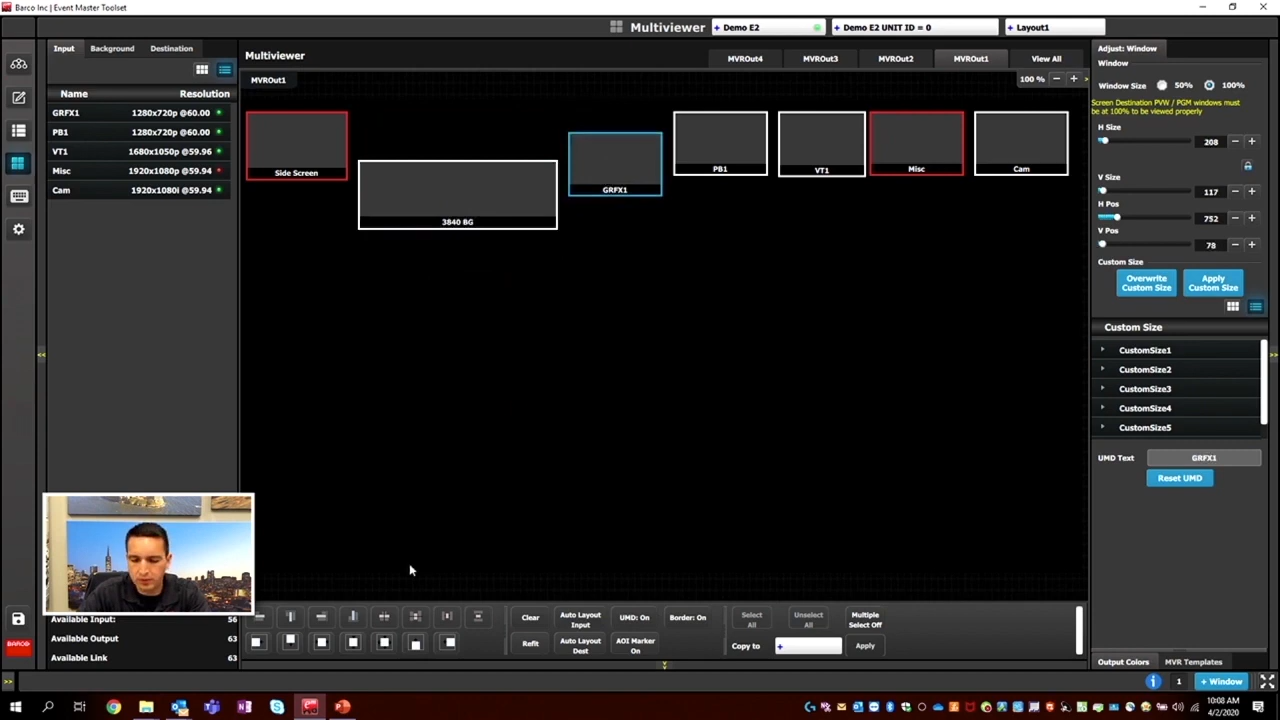 Barco Inc | Event Master Toolset
Multiviewer
+ Demo E2
+ Demo E2 UNIT ID = 0
+ Layout1
Input Background Destination
Name Resolution
GRFX1 1280x720p @60.00
PB1 1280x720p @60.00
VT1 1680x1050p @59.96
Misc 1920x1080p @59.94
Cam 1920x1080i @59.94
Available Input: 56
Available Output 63
Available Link 63
Multiviewer
MVROut4 MVROut3 MVROut2 MVROut1 View All
MVROut1
100 % − + >
Side Screen
3840 BG
GRFX1
PB1
VT1
Misc
Cam
Clear
Auto Layout
Input
UMD: On
Border: On
Select
All
Unselect
All
Multiple
Select Off
Refit
Auto Layout
Dest
AOI Marker
On
Copy to
+
Apply
Adjust: Window
Window
Window Size 50% 100%
Screen Destination PVW / PGM windows must
be at 100% to be viewed properly
H Size
208 − +
V Size
117 − +
H Pos
752 − +
V Pos
78 − +
Custom Size
Overwrite
Custom Size
Apply
Custom Size
Custom Size
CustomSize1
CustomSize2
CustomSize3
CustomSize4
CustomSize5
UMD Text GRFX1
Reset UMD
Output Colors MVR Templates
1
+ Window
<<
>>
>>
BARCO
10:08 AM
4/2/2020